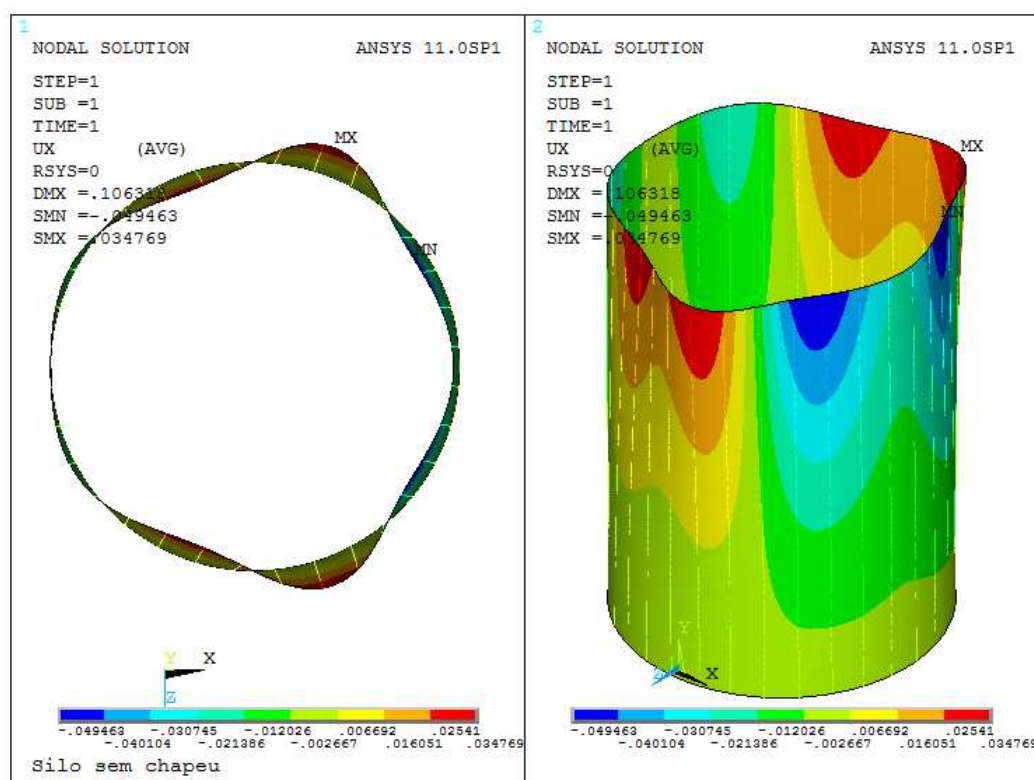 1
NODAL SOLUTION
ANSYS 11.0SP1
STEP=1
SUB =1
TIME=1
UX (AVG)
RSYS=0
DMX =.106318
SMN =-.049463
SMX =.034769
MX
MN
Y
X
Z
-.049463 -.030745 -.012026 .006692 .02541
-.040104 -.021386 -.002667 .016051 .034769
Silo sem chapeu
2
NODAL SOLUTION
ANSYS 11.0SP1
STEP=1
SUB =1
TIME=1
UX (AVG)
RSYS=0
DMX =.106318
SMN =-.049463
SMX =.034769
MX
MN
Y
Z
X
-.049463 -.030745 -.012026 .006692 .02541
-.040104 -.021386 -.002667 .016051 .034769